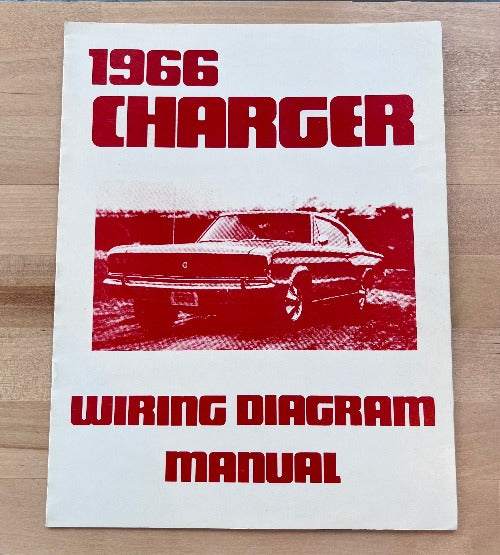 1966
CHARGER
WIRING DIAGRAM
MANUAL